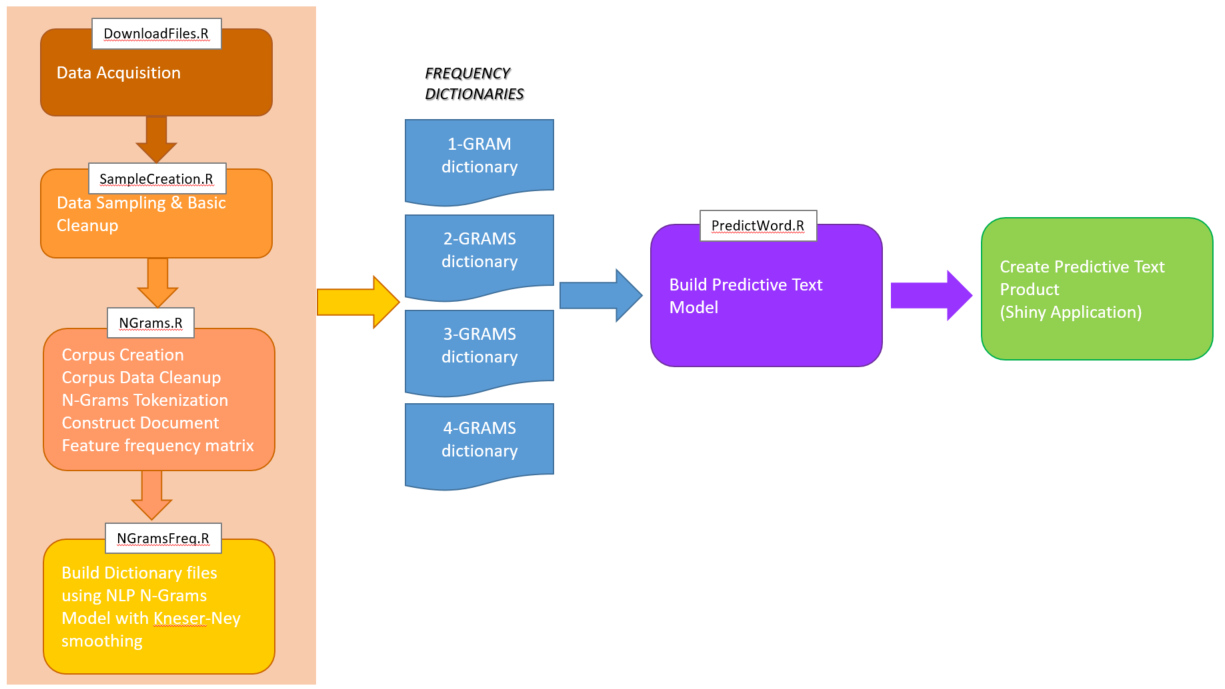 DownloadFiles.R
Data Acquisition
SampleCreation.R
Data Sampling & Basic
Cleanup
NGrams.R
Corpus Creation
Corpus Data Cleanup
N-Grams Tokenization
Construct Document
Feature frequency matrix
NGramsFreq.R
Build Dictionary files
using NLP N-Grams
Model with Kneser-Ney
smoothing
FREQUENCY
DICTIONARIES
1-GRAM
dictionary
2-GRAMS
dictionary
3-GRAMS
dictionary
4-GRAMS
dictionary
PredictWord.R
Build Predictive Text
Model
Create Predictive Text
Product
(Shiny Application)